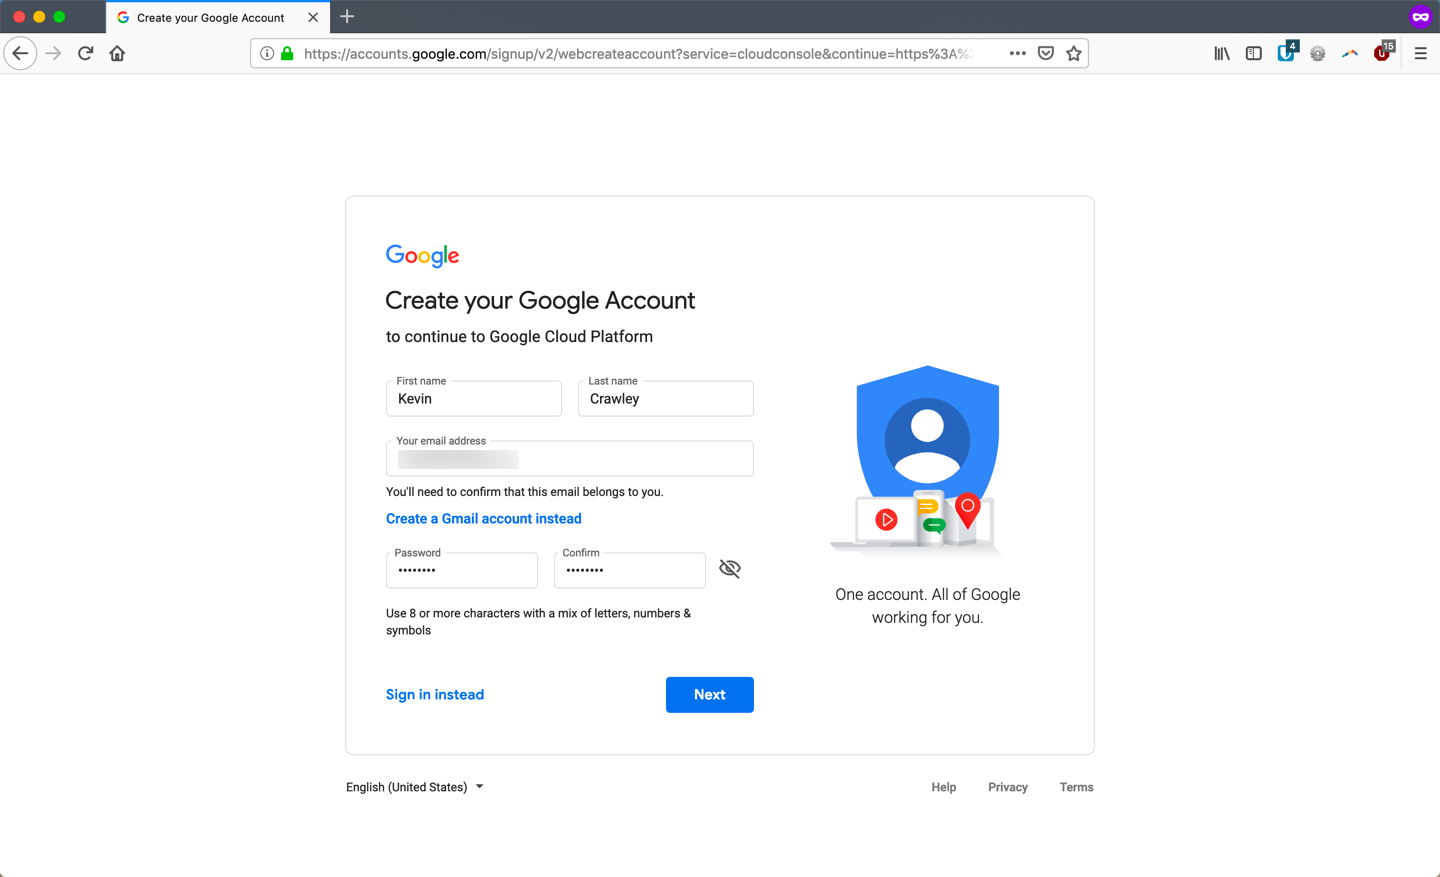 Create your Google Account
https://accounts.google.com/signup/v2/webcreateaccount?service=cloudconsole&continue=https%3A%
4
15
Google
Create your Google Account
to continue to Google Cloud Platform
First name
Last name
Kevin
Crawley
Your email address
You'll need to confirm that this email belongs to you.
Create a Gmail account instead
Password
Confirm
••••••••
••••••••
Use 8 or more characters with a mix of letters, numbers &
symbols
One account. All of Google
working for you.
Sign in instead
Next
English (United States)
Help
Privacy
Terms